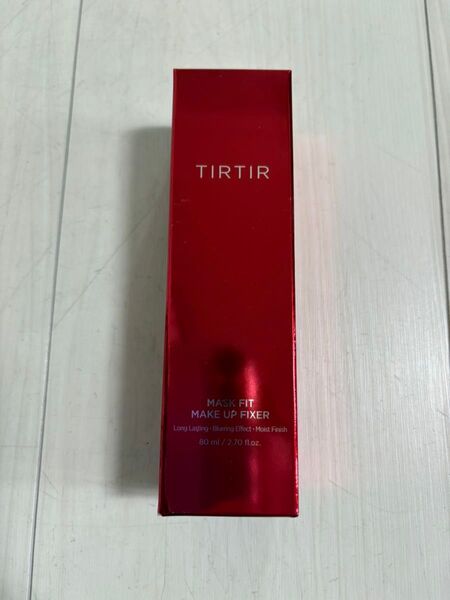 TIRTIR
MASK FIT
MAKE UP FIXER
Long Lasting · Blurring Effect · Moist Finish
80 ml / 2.70 fl.oz.